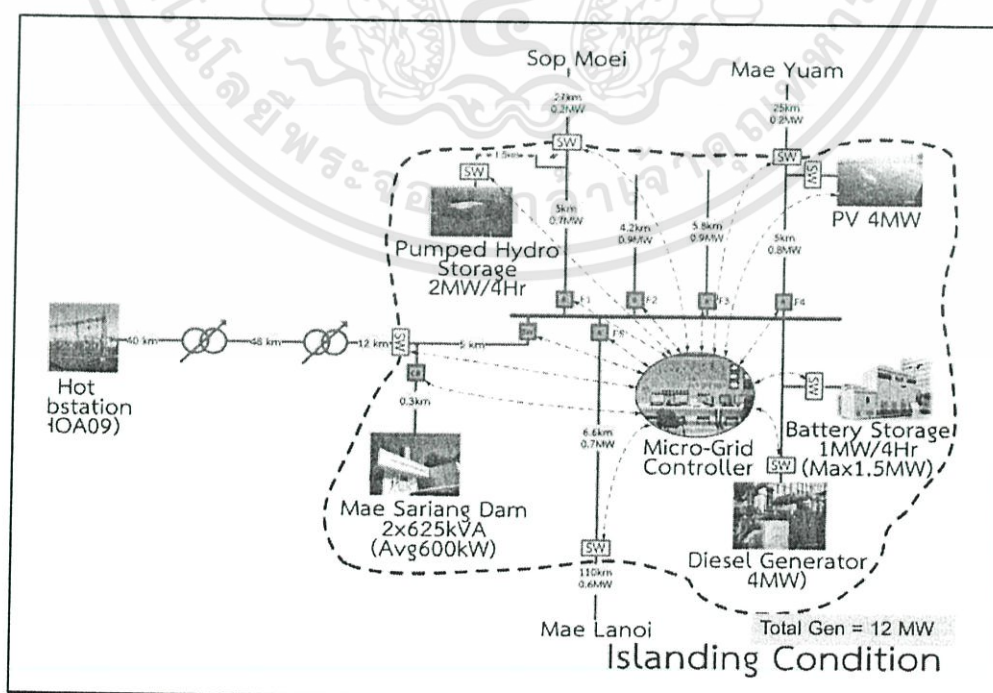 Sop Moei
Mae Yuam
27km
0.2MW
25km
0.2MW
SW
SW
1.5km
SW
SW
PV 4MW
5km
0.7MW
4.2km
0.9MW
5.8km
0.9MW
5km
0.8MW
Pumped Hydro
Storage
2MW/4Hr
F1
F2
F3
F4
40 km
46 km
12 km
SW
5 km
F5
Hot
bstation
HOA09)
0.3km
SW
6.6km
0.7MW
Micro-Grid
Controller
Battery Storage
1MW/4Hr
(Max1.5MW)
SW
Mae Sariang Dam
2x625kVA
(Avg600kW)
Diesel Generator
4MW)
SW
110km
0.6MW
Mae Lanoi
Total Gen = 12 MW
Islanding Condition